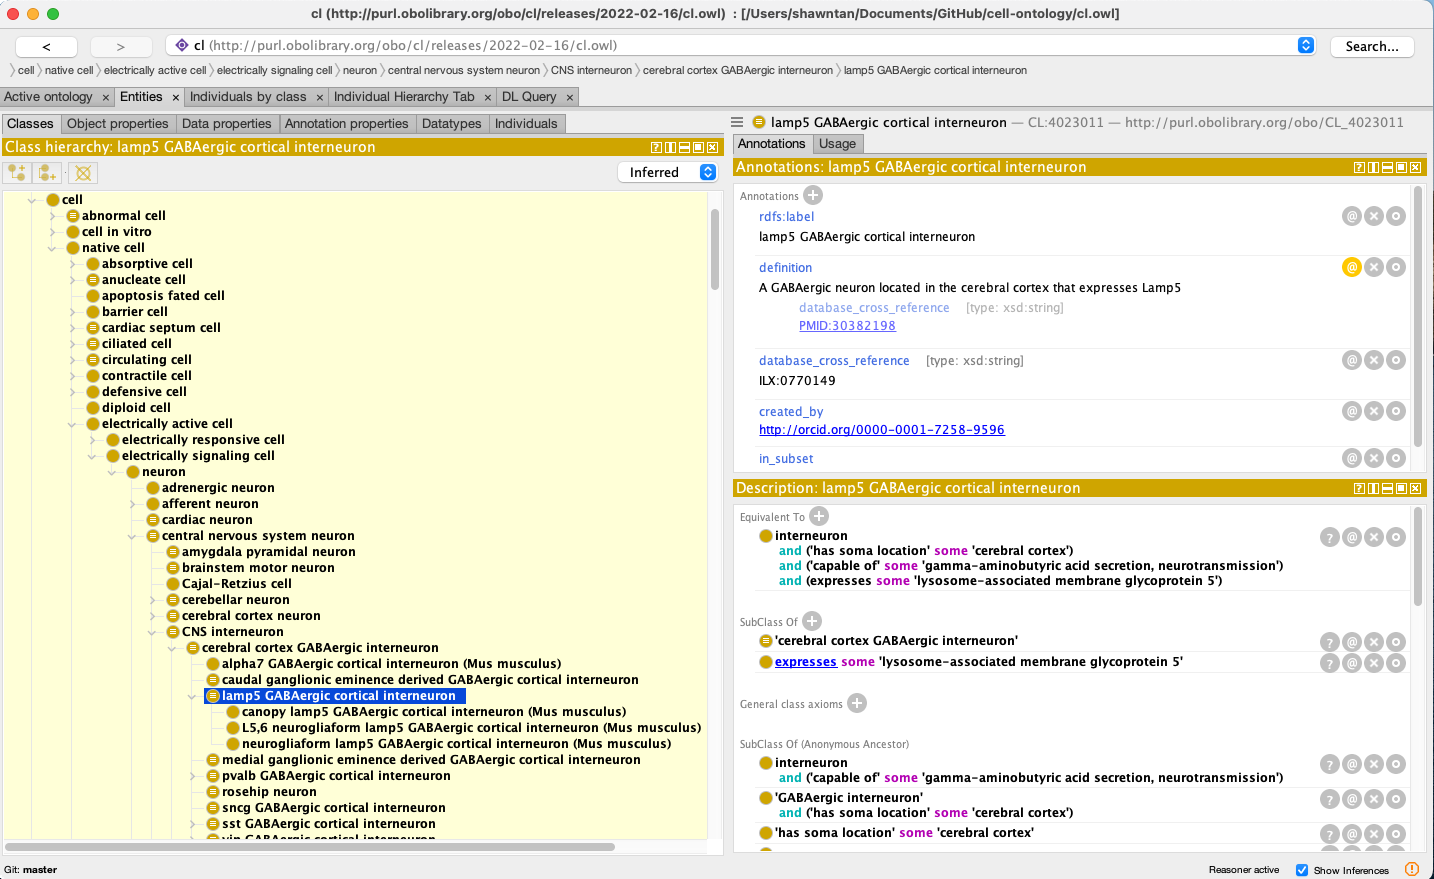 cl (http://purl.obolibrary.org/obo/cl/releases/2022-02-16/cl.owl) : [/Users/shawntan/Documents/GitHub/cell-ontology/cl.owl]
< > cl (http://purl.obolibrary.org/obo/cl/releases/2022-02-16/cl.owl) Search...
cell native cell electrically active cell electrically signaling cell neuron central nervous system neuron CNS interneuron cerebral cortex GABAergic interneuron lamp5 GABAergic cortical interneuron
Active ontology × Entities × Individuals by class × Individual Hierarchy Tab × DL Query ×
Classes Object properties Data properties Annotation properties Datatypes Individuals
Class hierarchy: lamp5 GABAergic cortical interneuron
Inferred
cell
abnormal cell
cell in vitro
native cell
absorptive cell
anucleate cell
apoptosis fated cell
barrier cell
cardiac septum cell
ciliated cell
circulating cell
contractile cell
defensive cell
diploid cell
electrically active cell
electrically responsive cell
electrically signaling cell
neuron
adrenergic neuron
afferent neuron
cardiac neuron
central nervous system neuron
amygdala pyramidal neuron
brainstem motor neuron
Cajal-Retzius cell
cerebellar neuron
cerebral cortex neuron
CNS interneuron
cerebral cortex GABAergic interneuron
alpha7 GABAergic cortical interneuron (Mus musculus)
caudal ganglionic eminence derived GABAergic cortical interneuron
lamp5 GABAergic cortical interneuron
canopy lamp5 GABAergic cortical interneuron (Mus musculus)
L5,6 neurogliaform lamp5 GABAergic cortical interneuron (Mus musculus)
neurogliaform lamp5 GABAergic cortical interneuron (Mus musculus)
medial ganglionic eminence derived GABAergic cortical interneuron
pvalb GABAergic cortical interneuron
rosehip neuron
sncg GABAergic cortical interneuron
sst GABAergic cortical interneuron
vip GABAergic cortical interneuron
Git: master
lamp5 GABAergic cortical interneuron — CL:4023011 — http://purl.obolibrary.org/obo/CL_4023011
Annotations Usage
Annotations: lamp5 GABAergic cortical interneuron
Annotations
rdfs:label
lamp5 GABAergic cortical interneuron
definition
A GABAergic neuron located in the cerebral cortex that expresses Lamp5
database_cross_reference [type: xsd:string]
PMID:30382198
database_cross_reference [type: xsd:string]
ILX:0770149
created_by
http://orcid.org/0000-0001-7258-9596
in_subset
Description: lamp5 GABAergic cortical interneuron
Equivalent To
interneuron
and ('has soma location' some 'cerebral cortex')
and ('capable of' some 'gamma-aminobutyric acid secretion, neurotransmission')
and (expresses some 'lysosome-associated membrane glycoprotein 5')
SubClass Of
'cerebral cortex GABAergic interneuron'
expresses some 'lysosome-associated membrane glycoprotein 5'
General class axioms
SubClass Of (Anonymous Ancestor)
interneuron
and ('capable of' some 'gamma-aminobutyric acid secretion, neurotransmission')
'GABAergic interneuron'
and ('has soma location' some 'cerebral cortex')
'has soma location' some 'cerebral cortex'
Reasoner active Show Inferences